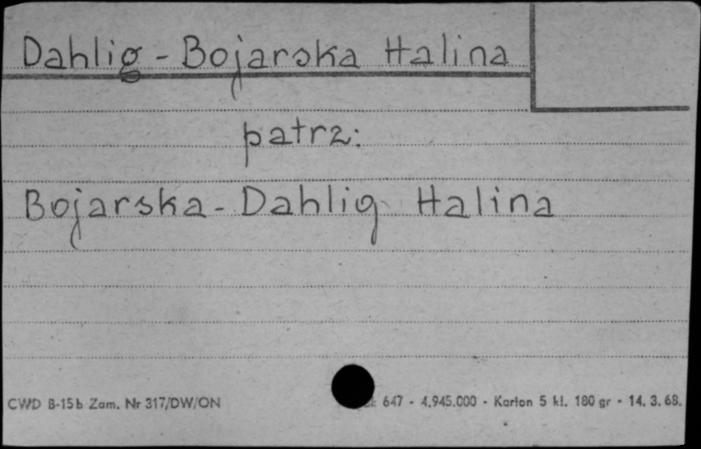 Dahlig - Bojarska Halina
patrz:
Bojarska - Dahlig Halina
CWD B-15b Zam. Nr 317/DW/ON 647 - 4.945.000 - Karton 5 kl. 180 gr - 14. 3. 68.